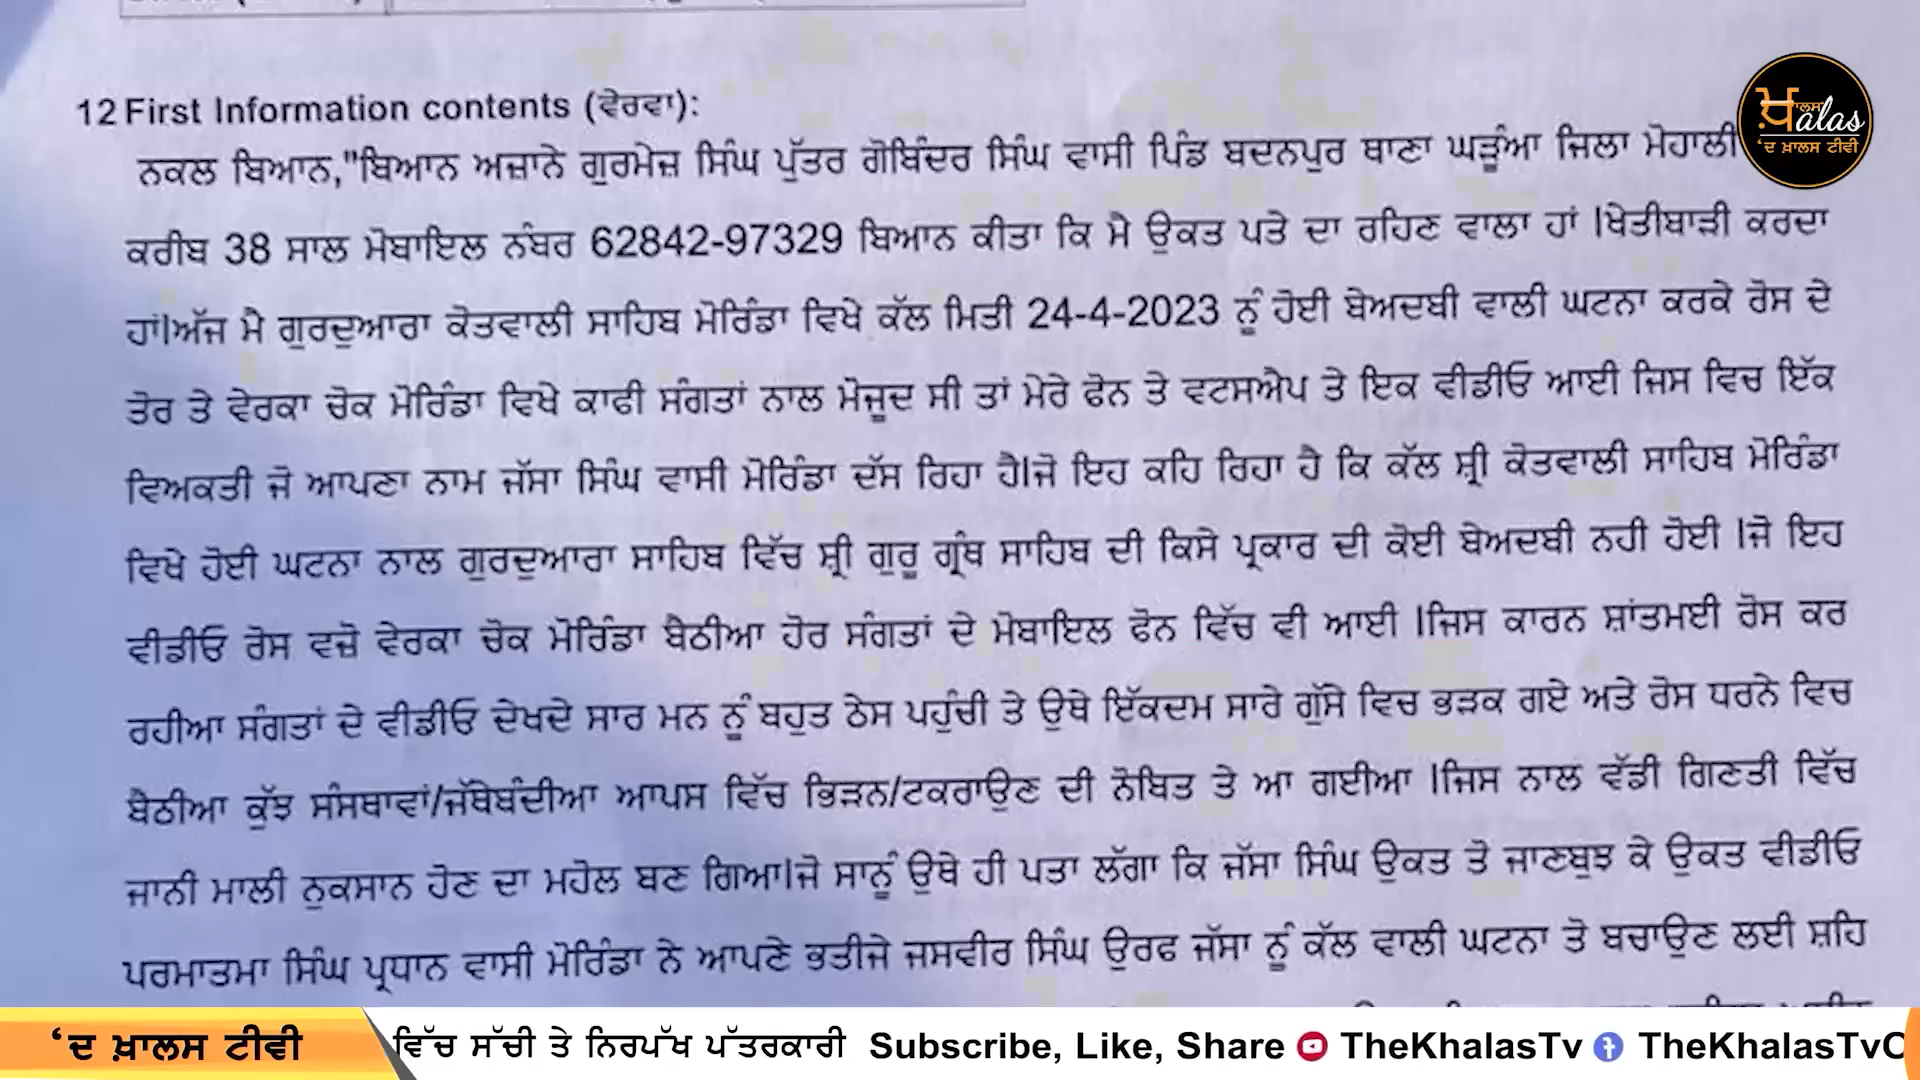 12 First Information contents (ਵੇਰਵਾ):
ਨਕਲ ਬਿਆਨ,"ਬਿਆਨ ਅਜ਼ਾਨੇ ਗੁਰਮੇਜ਼ ਸਿੰਘ ਪੁੱਤਰ ਗੋਬਿੰਦਰ ਸਿੰਘ ਵਾਸੀ ਪਿੰਡ ਬਦਨਪੁਰ ਥਾਣਾ ਘੜੂੰਆ ਜਿਲਾ ਮੋਹਾਲੀ
ਕਰੀਬ 38 ਸਾਲ ਮੋਬਾਇਲ ਨੰਬਰ 62842-97329 ਬਿਆਨ ਕੀਤਾ ਕਿ ਮੈ ਉਕਤ ਪਤੇ ਦਾ ਰਹਿਣ ਵਾਲਾ ਹਾਂ ।ਖੇਤੀਬਾੜੀ ਕਰਦਾ
ਹਾਂ।ਅੱਜ ਮੈ ਗੁਰਦੁਆਰਾ ਕੋਤਵਾਲੀ ਸਾਹਿਬ ਮੋਰਿੰਡਾ ਵਿਖੇ ਕੱਲ ਮਿਤੀ 24-4-2023 ਨੂੰ ਹੋਈ ਬੇਅਦਬੀ ਵਾਲੀ ਘਟਨਾ ਕਰਕੇ ਰੋਸ ਦੇ
ਤੋਰ ਤੇ ਵੇਰਕਾ ਚੋਕ ਮੋਰਿੰਡਾ ਵਿਖੇ ਕਾਫੀ ਸੰਗਤਾਂ ਨਾਲ ਮੋਜੂਦ ਸੀ ਤਾਂ ਮੇਰੇ ਫੋਨ ਤੇ ਵਟਸਐਪ ਤੇ ਇਕ ਵੀਡੀਓ ਆਈ ਜਿਸ ਵਿਚ ਇੱਕ
ਵਿਅਕਤੀ ਜੋ ਆਪਣਾ ਨਾਮ ਜੱਸਾ ਸਿੰਘ ਵਾਸੀ ਮੋਰਿੰਡਾ ਦੱਸ ਰਿਹਾ ਹੈ।ਜੋ ਇਹ ਕਹਿ ਰਿਹਾ ਹੈ ਕਿ ਕੱਲ ਸ਼੍ਰੀ ਕੋਤਵਾਲੀ ਸਾਹਿਬ ਮੋਰਿੰਡਾ
ਵਿਖੇ ਹੋਈ ਘਟਨਾ ਨਾਲ ਗੁਰਦੁਆਰਾ ਸਾਹਿਬ ਵਿੱਚ ਸ਼੍ਰੀ ਗੁਰੂ ਗ੍ਰੰਥ ਸਾਹਿਬ ਦੀ ਕਿਸੇ ਪ੍ਰਕਾਰ ਦੀ ਕੋਈ ਬੇਅਦਬੀ ਨਹੀ ਹੋਈ ।ਜੋ ਇਹ
ਵੀਡੀਓ ਰੋਸ ਵਜ਼ੋ ਵੇਰਕਾ ਚੋਕ ਮੋਰਿੰਡਾ ਬੈਠੀਆ ਹੋਰ ਸੰਗਤਾਂ ਦੇ ਮੋਬਾਇਲ ਫੋਨ ਵਿੱਚ ਵੀ ਆਈ ।ਜਿਸ ਕਾਰਨ ਸ਼ਾਂਤਮਈ ਰੋਸ ਕਰ
ਰਹੀਆ ਸੰਗਤਾਂ ਦੇ ਵੀਡੀਓ ਦੇਖਦੇ ਸਾਰ ਮਨ ਨੂੰ ਬਹੁਤ ਠੇਸ ਪਹੁੰਚੀ ਤੇ ਉਥੇ ਇੱਕਦਮ ਸਾਰੇ ਗੁੱਸੇ ਵਿਚ ਭੜਕ ਗਏ ਅਤੇ ਰੋਸ ਧਰਨੇ ਵਿਚ
ਬੈਠੀਆ ਕੁੱਝ ਸੰਸਥਾਵਾਂ/ਜੱਥੇਬੰਦੀਆ ਆਪਸ ਵਿੱਚ ਭਿੜਨ/ਟਕਰਾਉਣ ਦੀ ਨੋਬਿਤ ਤੇ ਆ ਗਈਆ ।ਜਿਸ ਨਾਲ ਵੱਡੀ ਗਿਣਤੀ ਵਿੱਚ
ਜਾਨੀ ਮਾਲੀ ਨੁਕਸਾਨ ਹੋਣ ਦਾ ਮਹੋਲ ਬਣ ਗਿਆ।ਜੋ ਸਾਨੂੰ ਉਥੇ ਹੀ ਪਤਾ ਲੱਗਾ ਕਿ ਜੱਸਾ ਸਿੰਘ ਉਕਤ ਤੋ ਜਾਣਬੁਝ ਕੇ ਉਕਤ ਵੀਡੀਓ
ਪਰਮਾਤਮਾ ਸਿੰਘ ਪ੍ਰਧਾਨ ਵਾਸੀ ਮੋਰਿੰਡਾ ਨੇ ਆਪਣੇ ਭਤੀਜੇ ਜਸਵੀਰ ਸਿੰਘ ਉਰਫ ਜੱਸਾ ਨੂੰ ਕੱਲ ਵਾਲੀ ਘਟਨਾ ਤੋ ਬਚਾਉਣ ਲਈ ਸ਼ਹਿ
ਖ਼ਾਲਸ
alas
'ਦ ਖ਼ਾਲਸ ਟੀਵੀ
'ਦ ਖ਼ਾਲਸ ਟੀਵੀ ਵਿੱਚ ਸੱਚੀ ਤੇ ਨਿਰਪੱਖ ਪੱਤਰਕਾਰੀ Subscribe, Like, Share TheKhalasTv TheKhalasTvC